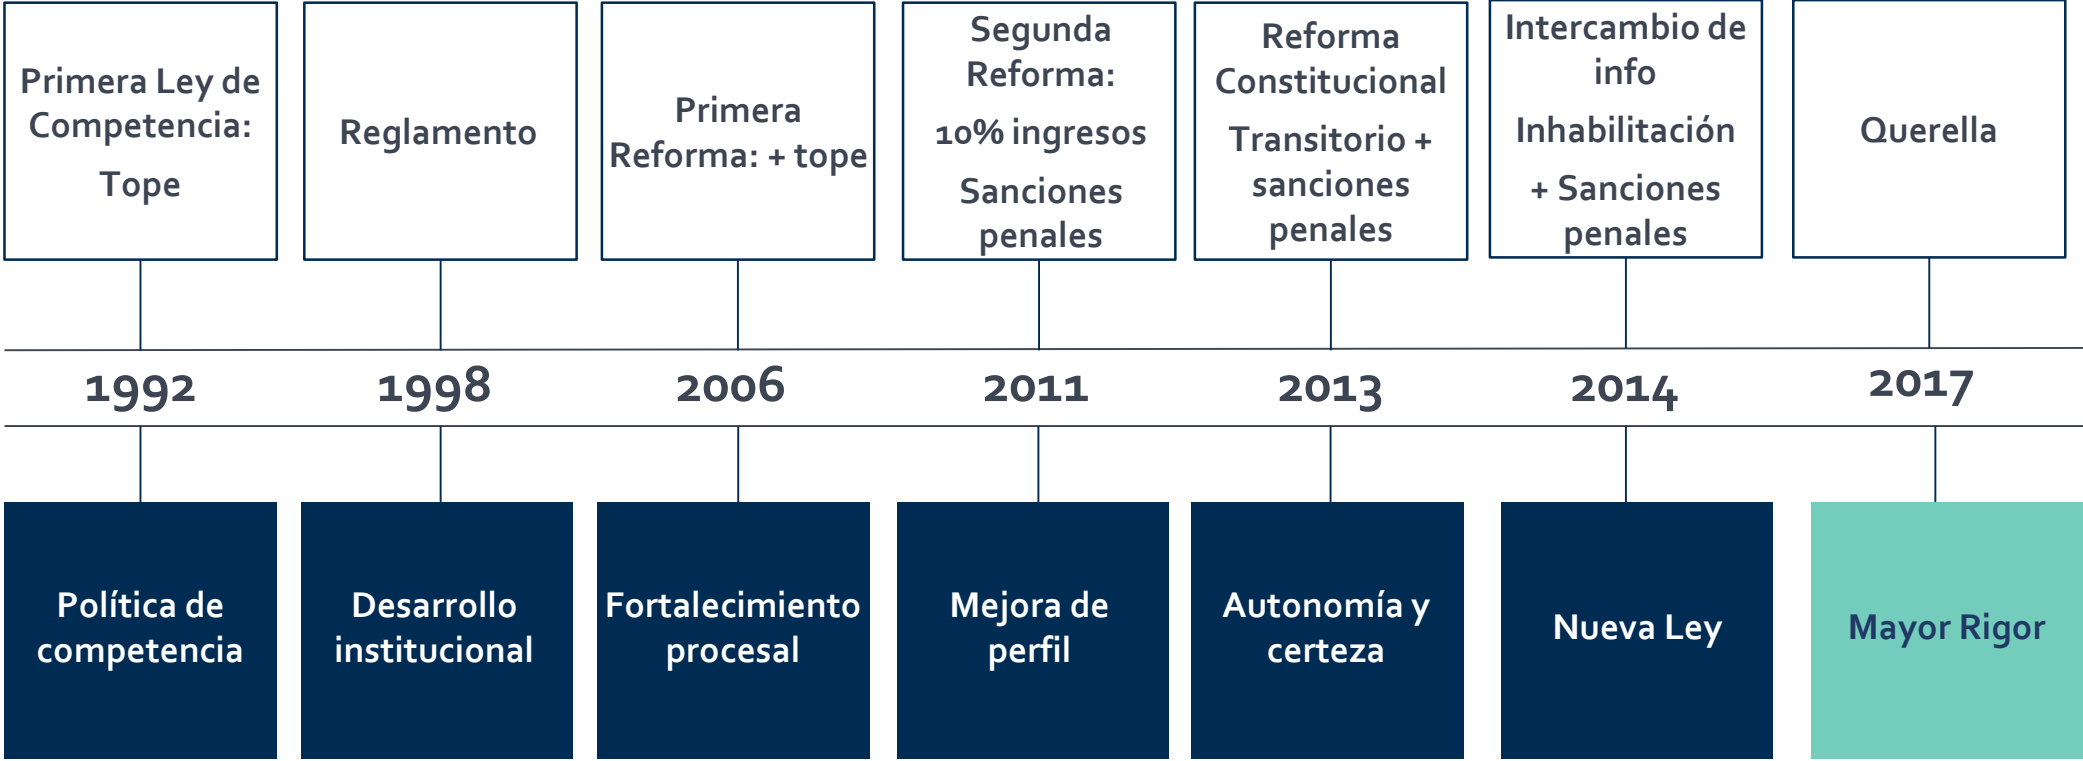 Primera Ley de
Competencia:
Tope
Reglamento
Primera
Reforma: + tope
Segunda
Reforma:
10% ingresos
Sanciones
penales
Reforma
Constitucional
Transitorio +
sanciones
penales
Intercambio de
info
Inhabilitación
+ Sanciones
penales
Querella
1992
1998
2006
2011
2013
2014
2017
Política de
competencia
Desarrollo
institucional
Fortalecimiento
procesal
Mejora de
perfil
Autonomía y
certeza
Nueva Ley
Mayor Rigor